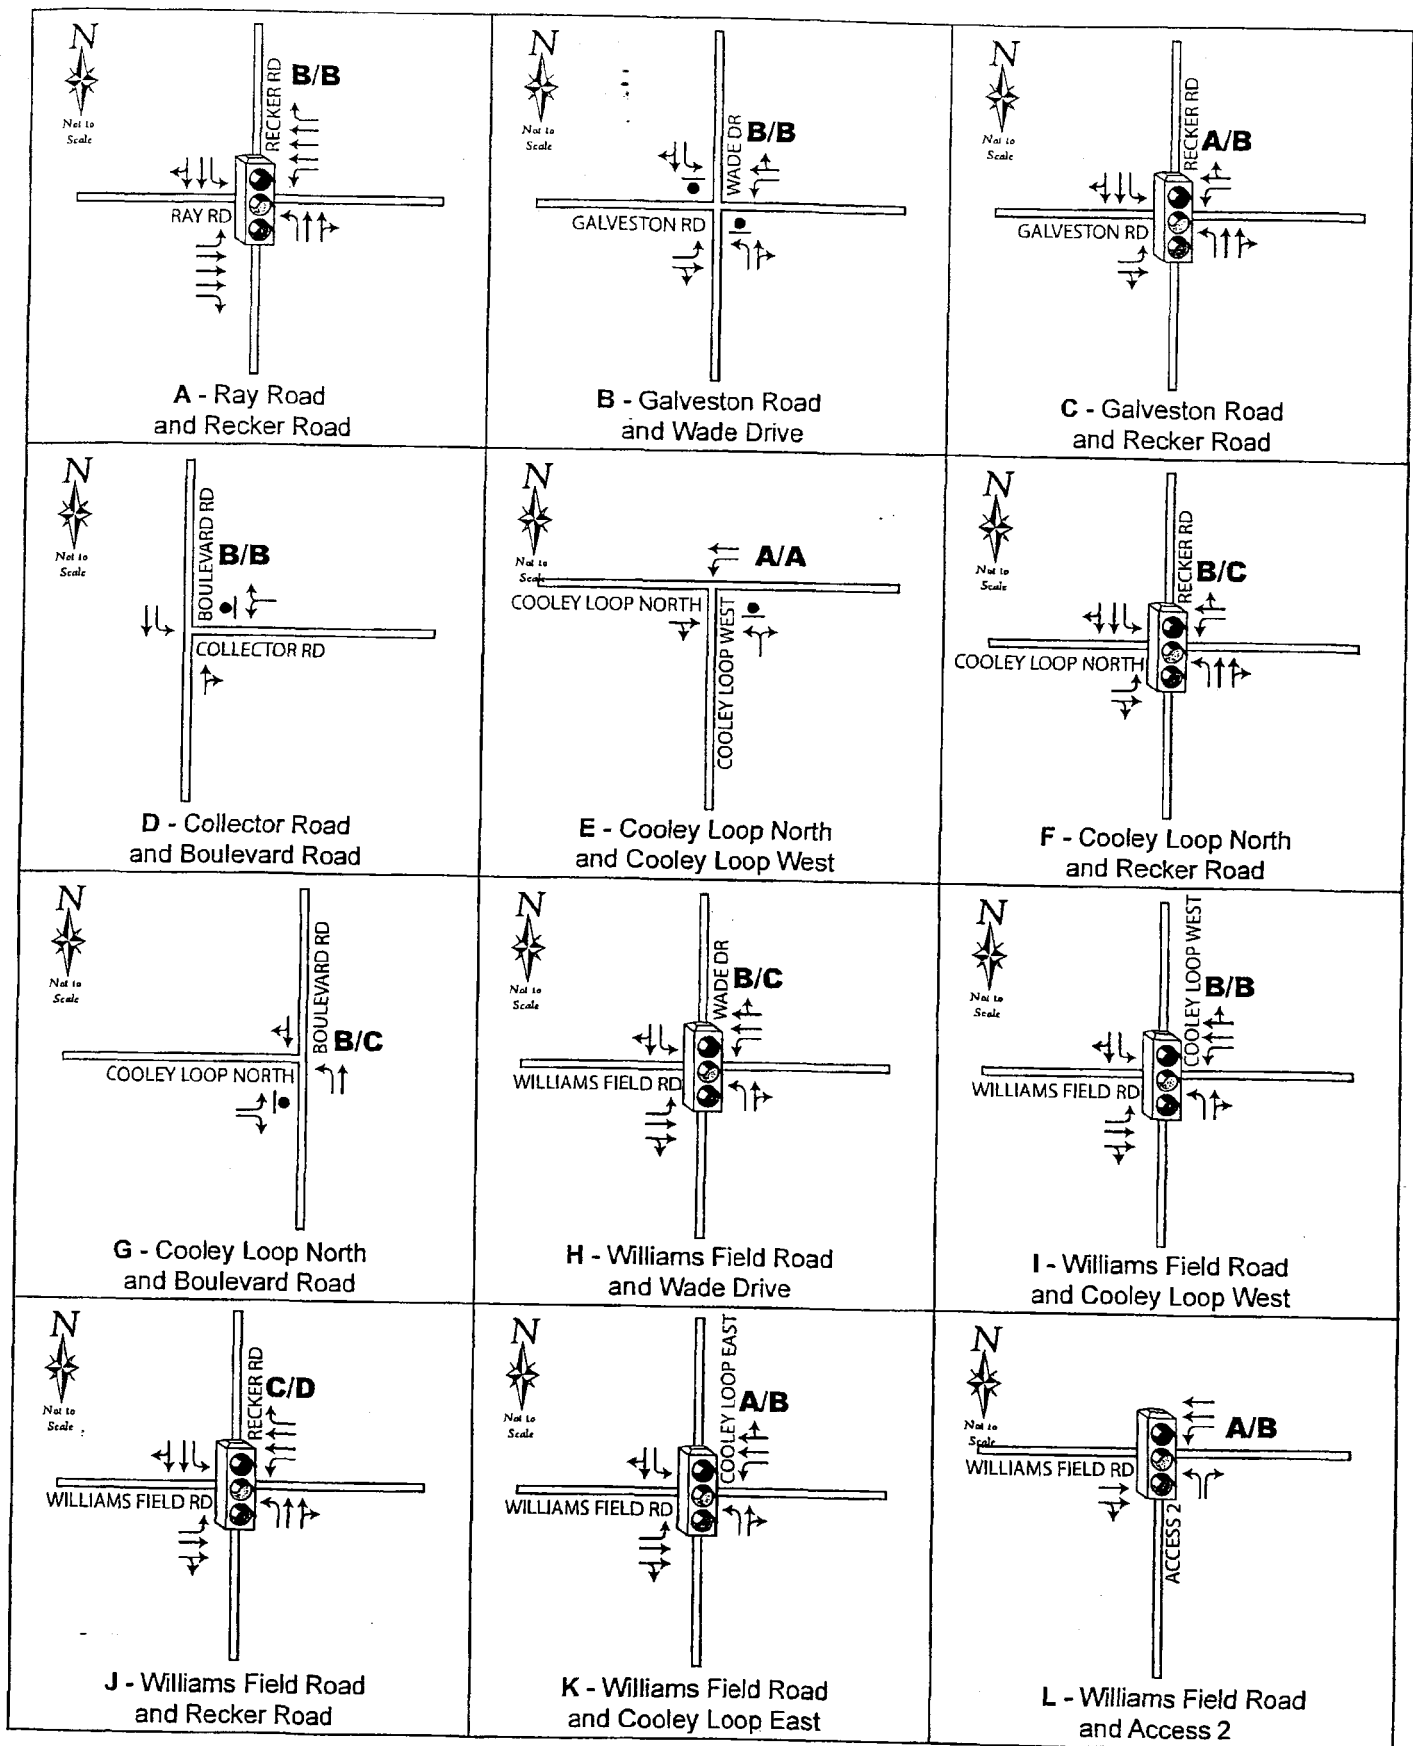 N
Not to
Scale
RECKER RD
B/B
RAY RD
A - Ray Road
and Recker Road
N
Not to
Scale
WADE DR
B/B
GALVESTON RD
B - Galveston Road
and Wade Drive
N
Not to
Scale
RECKER RD
A/B
GALVESTON RD
C - Galveston Road
and Recker Road
N
Not to
Scale
BOULEVARD RD
B/B
COLLECTOR RD
D - Collector Road
and Boulevard Road
N
Not to
Scale
A/A
COOLEY LOOP NORTH
COOLEY LOOP WEST
E - Cooley Loop North
and Cooley Loop West
N
Not to
Scale
RECKER RD
B/C
COOLEY LOOP NORTH
F - Cooley Loop North
and Recker Road
N
Not to
Scale
BOULEVARD RD
B/C
COOLEY LOOP NORTH
G - Cooley Loop North
and Boulevard Road
N
Not to
Scale
WADE DR
B/C
WILLIAMS FIELD RD
H - Williams Field Road
and Wade Drive
N
Not to
Scale
COOLEY LOOP WEST
B/B
WILLIAMS FIELD RD
I - Williams Field Road
and Cooley Loop West
N
Not to
Scale
RECKER RD
C/D
WILLIAMS FIELD RD
J - Williams Field Road
and Recker Road
N
Not to
Scale
COOLEY LOOP EAST
A/B
WILLIAMS FIELD RD
K - Williams Field Road
and Cooley Loop East
N
Not to
Scale
A/B
WILLIAMS FIELD RD
ACCESS 2
L - Williams Field Road
and Access 2